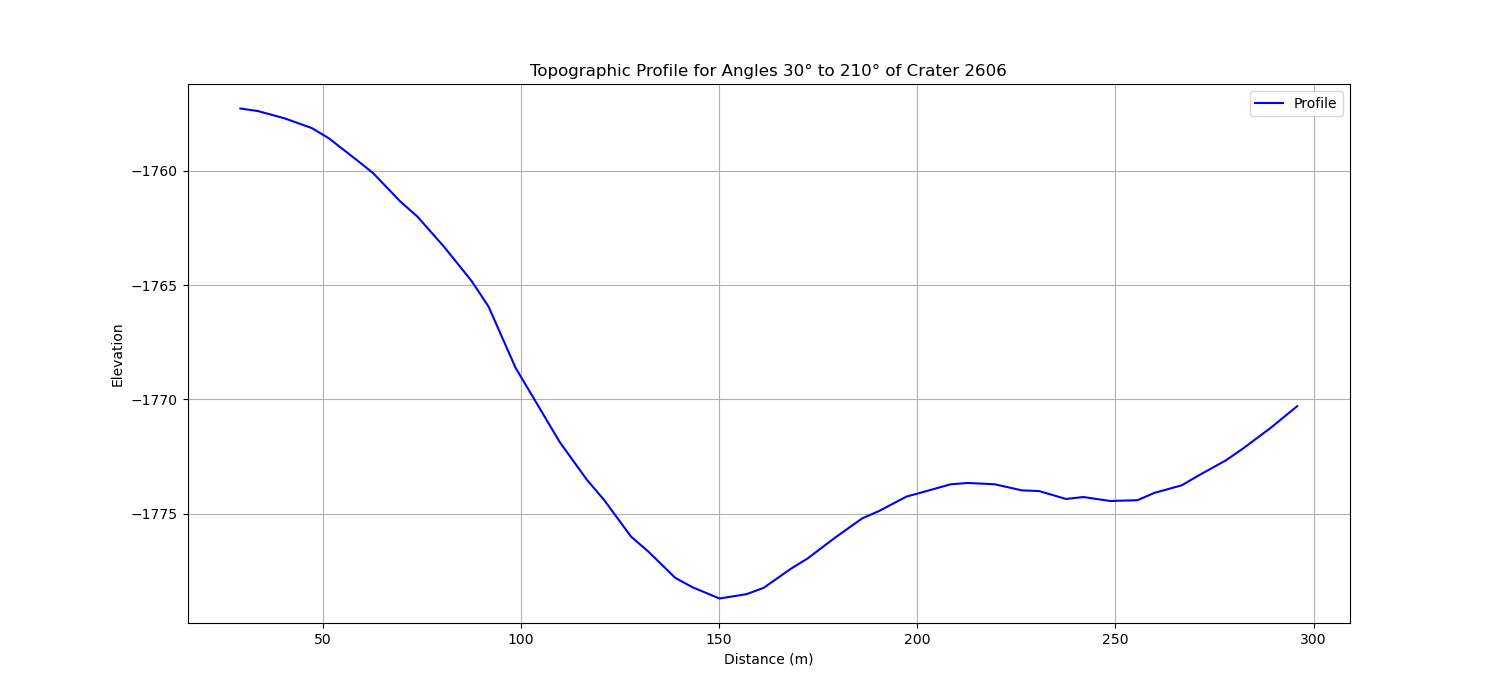 Topographic Profile for Angles 30° to 210° of Crater 2606
Profile
−1760
−1765
−1770
−1775
Elevation
50 100 150 200 250 300
Distance (m)